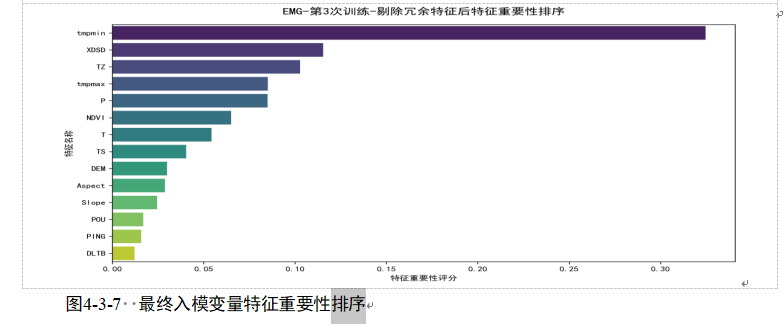 EMG-第3次训练-剔除冗余特征后特征重要性排序
特征名称
tmpmin
XDSD
TZ
tmpmax
P
NDVI
T
TS
DEM
Aspect
Slope
POU
PING
DLTB
0.00 0.05 0.10 0.15 0.20 0.25 0.30
特征重要性评分
图4-3-7 最终入模变量特征重要性排序